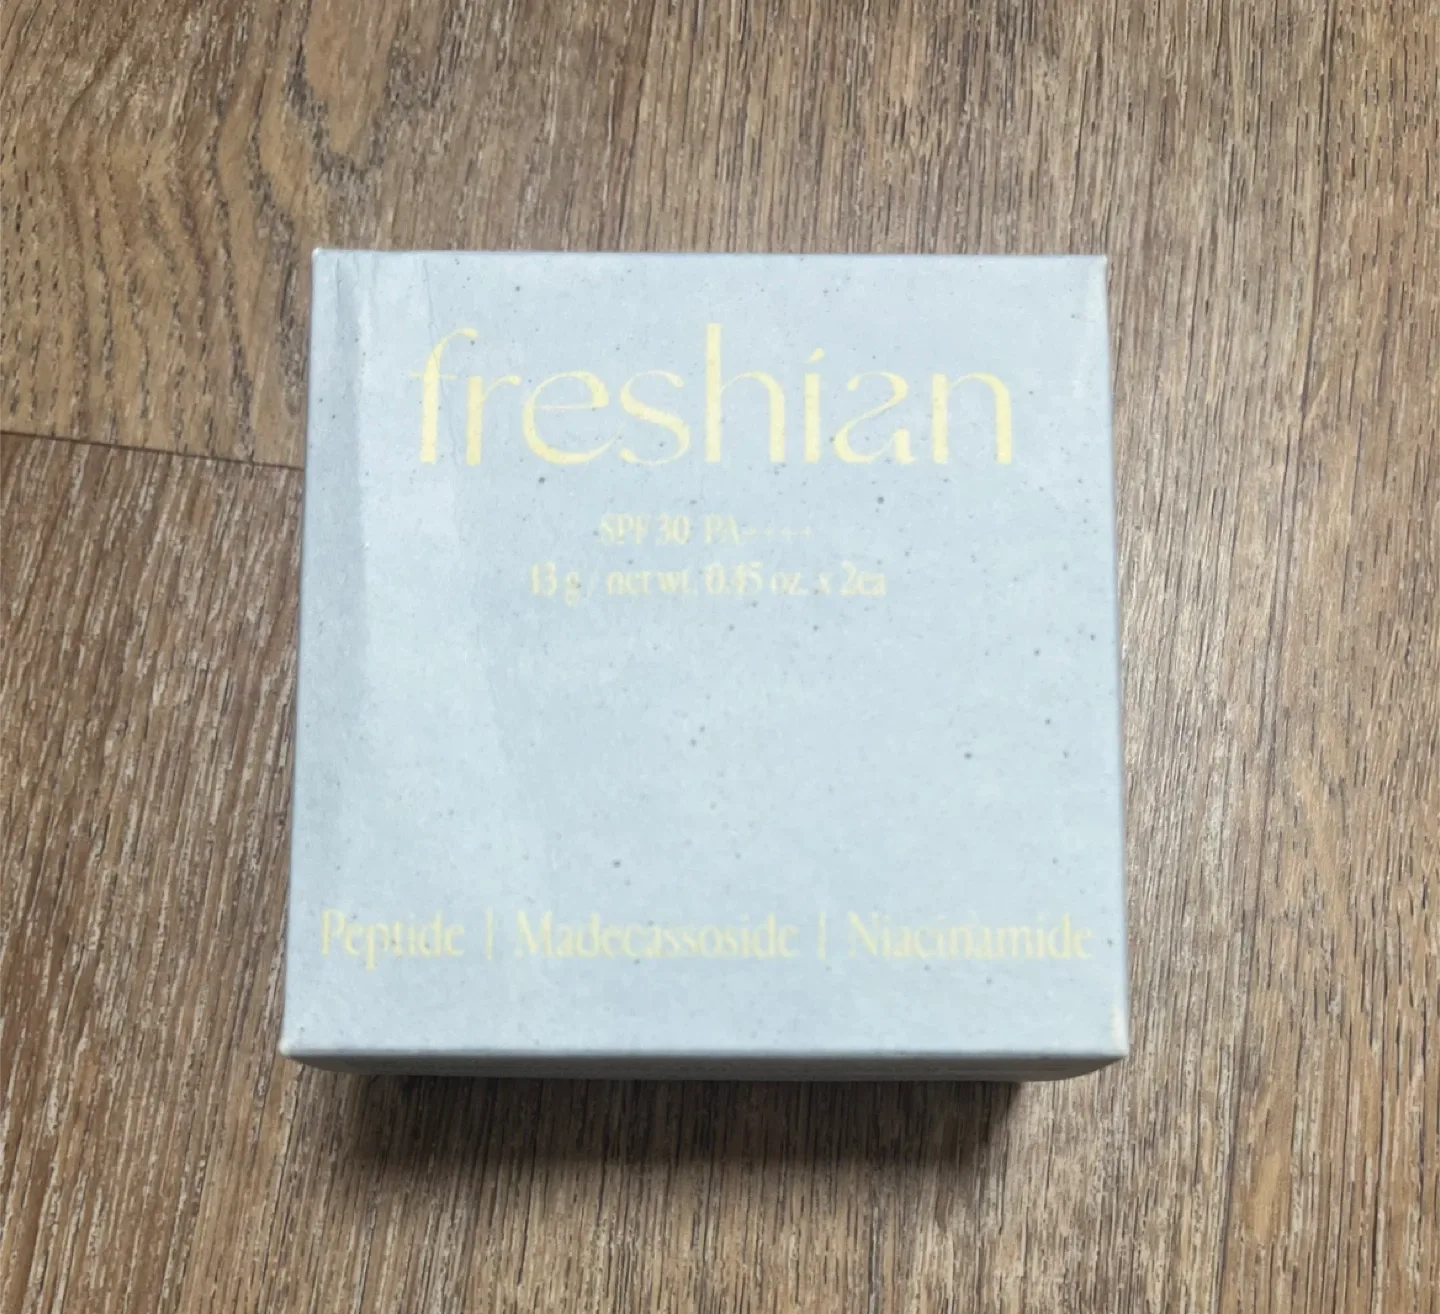 freshian
SPF 30 PA++++
13 g / net wt. 0.45 oz. x 2ea
Peptide | Madecassoside | Niacinamide